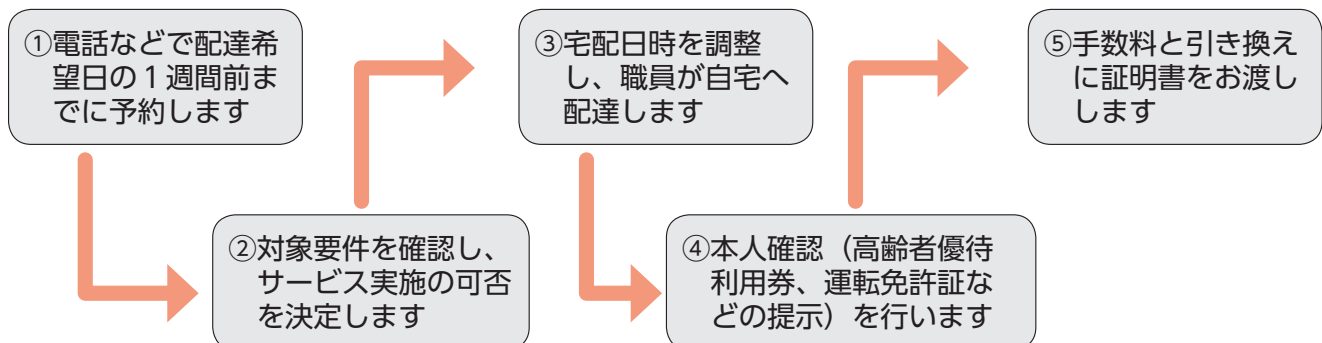 ①電話などで配達希
望日の１週間前ま
でに予約します
②対象要件を確認し、
サービス実施の可否
を決定します
③宅配日時を調整
し、職員が自宅へ
配達します
④本人確認（高齢者優待
利用券、運転免許証な
どの提示）を行います
⑤手数料と引き換え
に証明書をお渡し
します